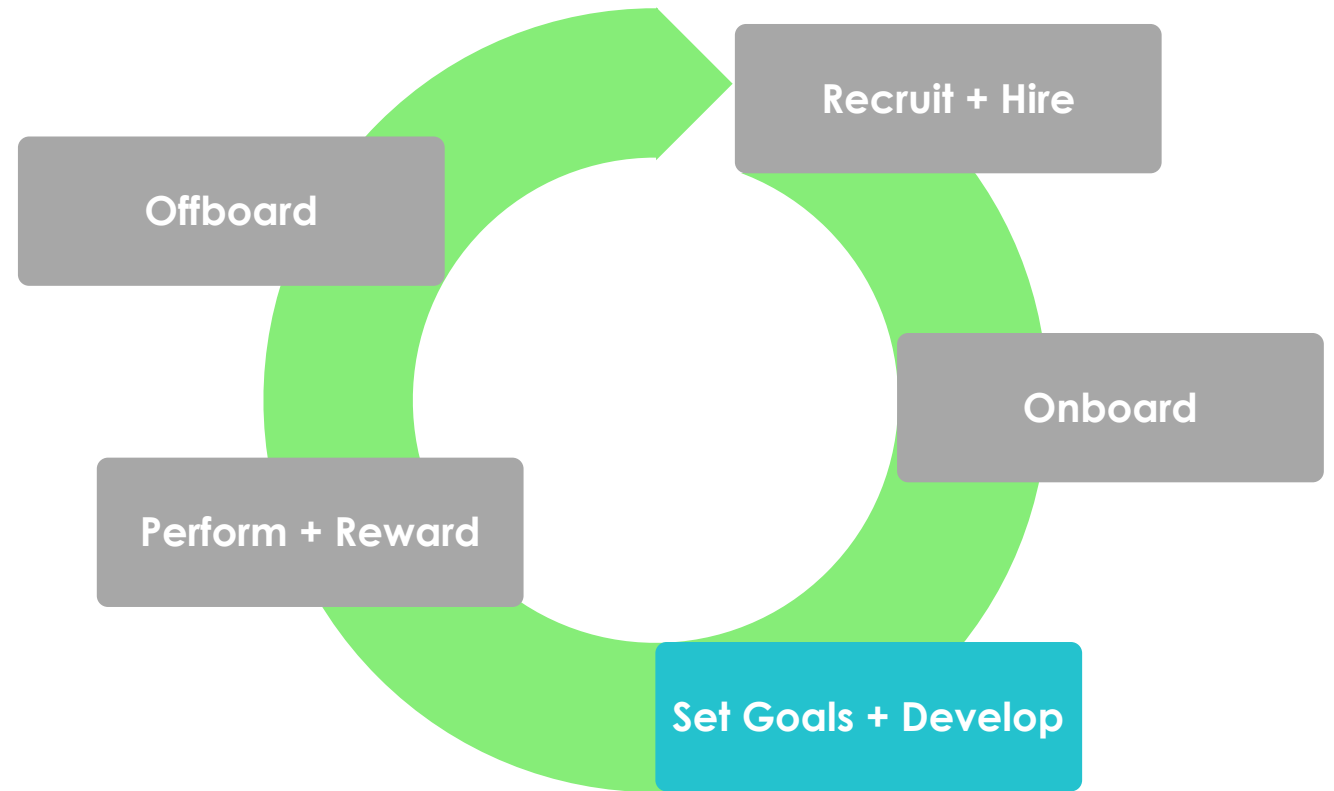 Recruit + Hire
Onboard
Set Goals + Develop
Perform + Reward
Offboard